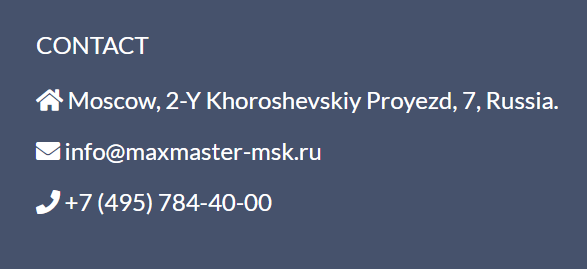 CONTACT
Moscow, 2-Y Khoroshevskiy Proyezd, 7, Russia.
info@maxmaster-msk.ru
+7 (495) 784-40-00